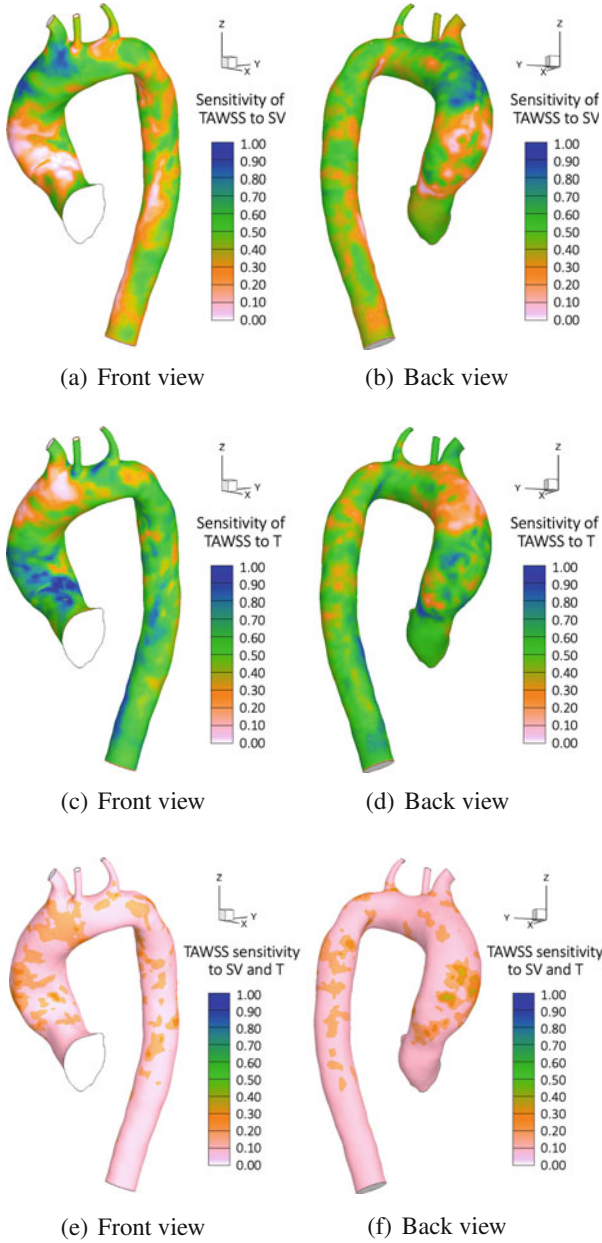 Z
Y
X
Sensitivity of
TAWSS to SV
1.00
0.90
0.80
0.70
0.60
0.50
0.40
0.30
0.20
0.10
0.00
(a) Front view
Z
Y
X
Sensitivity of
TAWSS to SV
1.00
0.90
0.80
0.70
0.60
0.50
0.40
0.30
0.20
0.10
0.00
(b) Back view
Z
Y
X
Sensitivity of
TAWSS to T
1.00
0.90
0.80
0.70
0.60
0.50
0.40
0.30
0.20
0.10
0.00
(c) Front view
Z
Y
X
Sensitivity of
TAWSS to T
1.00
0.90
0.80
0.70
0.60
0.50
0.40
0.30
0.20
0.10
0.00
(d) Back view
Z
Y
X
TAWSS sensitivity
to SV and T
1.00
0.90
0.80
0.70
0.60
0.50
0.40
0.30
0.20
0.10
0.00
(e) Front view
Z
Y
X
TAWSS sensitivity
to SV and T
1.00
0.90
0.80
0.70
0.60
0.50
0.40
0.30
0.20
0.10
0.00
(f) Back view